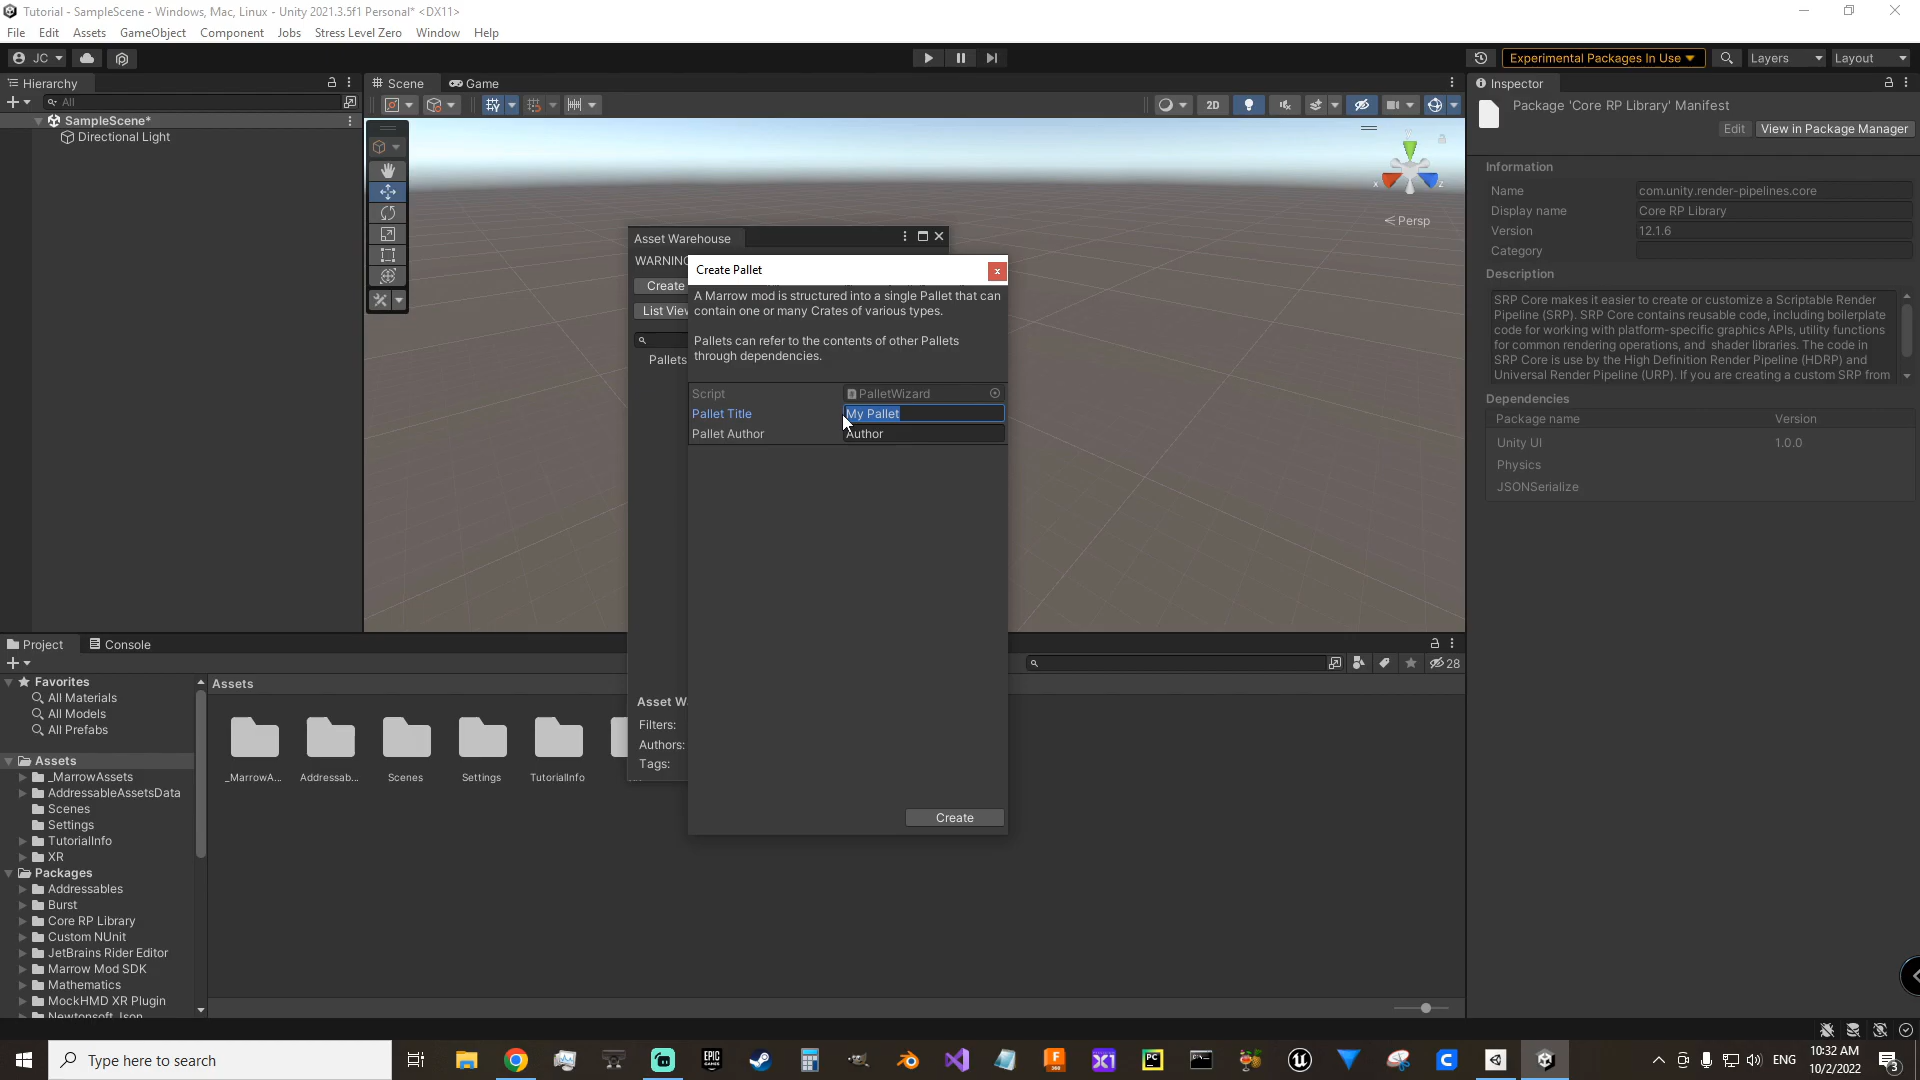 Tutorial - SampleScene - Windows, Mac, Linux - Unity 2021.3.5f1 Personal* <DX11>
File Edit Assets GameObject Component Jobs Stress Level Zero Window Help
JC
Experimental Packages In Use
Layers
Layout
Hierarchy
All
SampleScene*
Directional Light
Scene
Game
2D
Persp
Inspector
Package 'Core RP Library' Manifest
Edit
View in Package Manager
Information
Name com.unity.render-pipelines.core
Display name Core RP Library
Version 12.1.6
Category
Description
SRP Core makes it easier to create or customize a Scriptable Render
Pipeline (SRP). SRP Core contains reusable code, including boilerplate
code for working with platform-specific graphics APIs, utility functions
for common rendering operations, and shader libraries. The code in
SRP Core is use by the High Definition Render Pipeline (HDRP) and
Universal Render Pipeline (URP). If you are creating a custom SRP from
Dependencies
Package name Version
Unity UI 1.0.0
Physics
JSONSerialize
Asset Warehouse
WARNING
Create
List View
Pallets
Asset Wa
Filters:
Authors:
Tags:
Create Pallet
x
A Marrow mod is structured into a single Pallet that can
contain one or many Crates of various types.
Pallets can refer to the contents of other Pallets
through dependencies.
Script PalletWizard
Pallet Title My Pallet
Pallet Author Author
Create
Project
Console
28
Favorites
All Materials
All Models
All Prefabs
Assets
_MarrowAssets
AddressableAssetsData
Scenes
Settings
TutorialInfo
XR
Packages
Addressables
Burst
Core RP Library
Custom NUnit
JetBrains Rider Editor
Marrow Mod SDK
Mathematics
MockHMD XR Plugin
Newtonsoft Json
Assets
_MarrowA...
Addressab...
Scenes
Settings
TutorialInfo
Type here to search
ENG
10:32 AM
10/2/2022
3